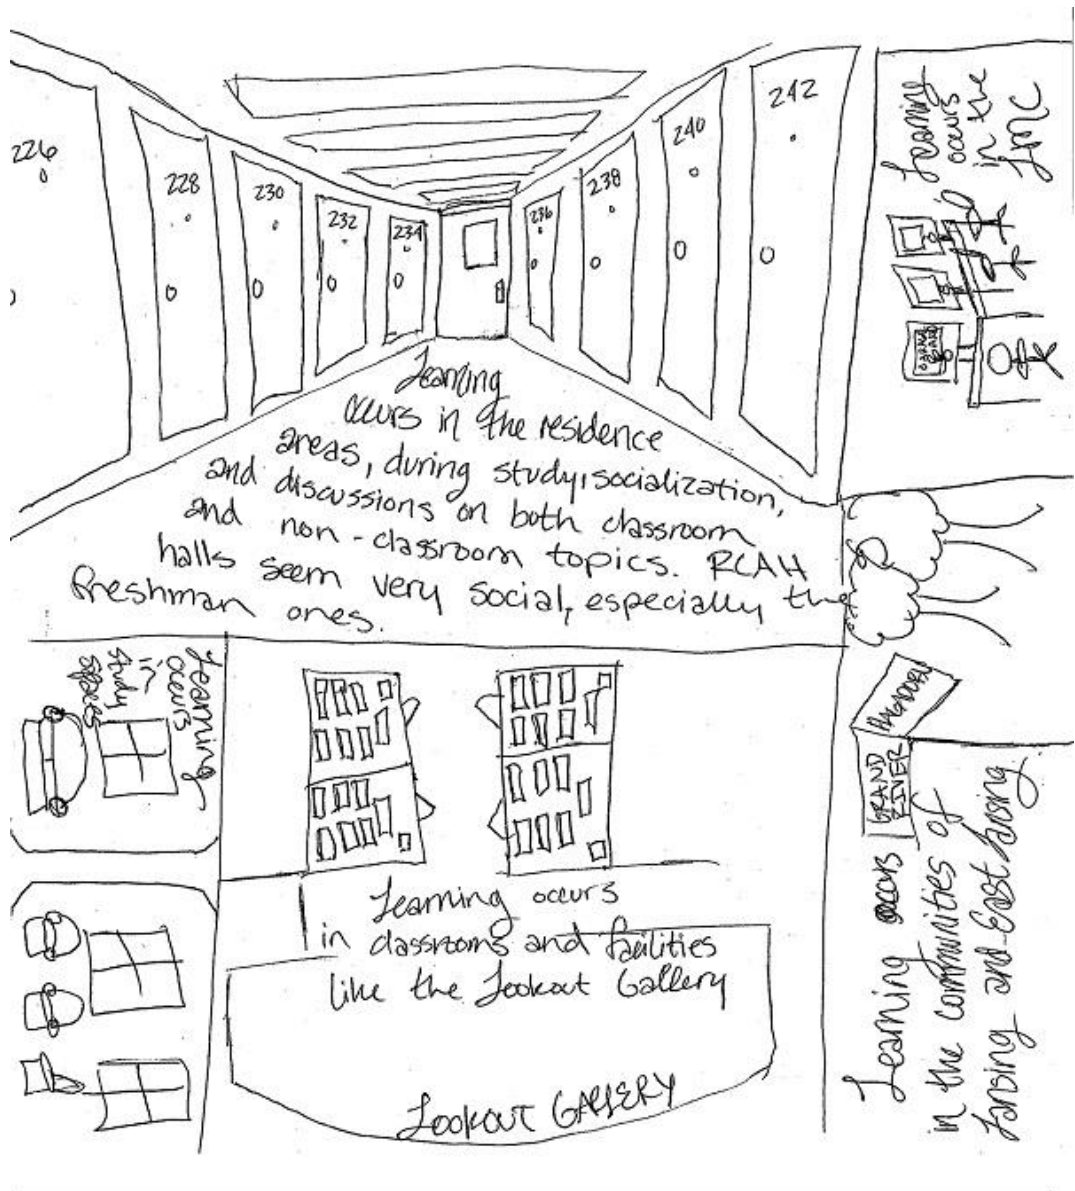 226
228
230
232
234
236
238
240
242
Learning
occurs in the residence
areas, during study, socialization,
and discussions on both classroom
and non-classroom topics. RCAH
halls seem very social, especially the
freshman ones.
Learning
occurs
in the
LMC
Learning
occurs
in
study
spaces
Learning occurs
in classrooms and facilities
like the Lookout Gallery
LOOKOUT GALLERY
HAGADORN
GRAND
RIVER
Learning occurs
in the communities of
Lansing and East Lansing